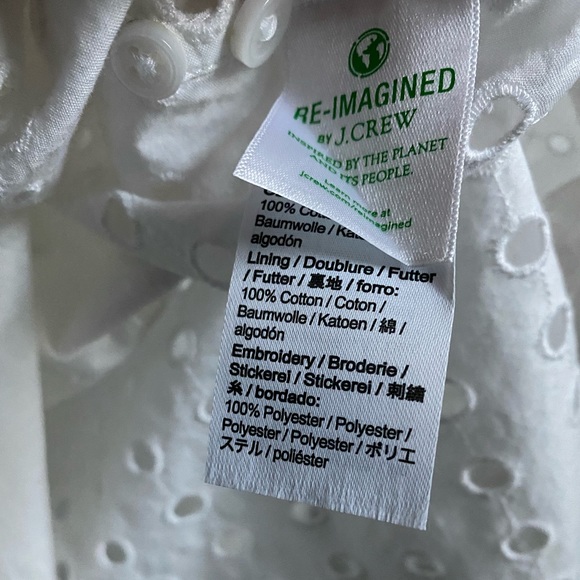 RE-IMAGINED
BY J.CREW
INSPIRED BY THE PLANET
AND ITS PEOPLE.
Learn more at
jcrew.com/reimagined
100% Cotton
Baumwolle / Katoen
algodón
Lining / Doublure / Futter
/ Futter / 裏地 / forro:
100% Cotton / Coton /
Baumwolle / Katoen / 綿 /
algodón
Embroidery / Broderie /
Stickerei / Stickerei / 刺繍
糸 / bordado:
100% Polyester / Polyester /
Polyester / Polyester / ポリエ
ステル / poliéster